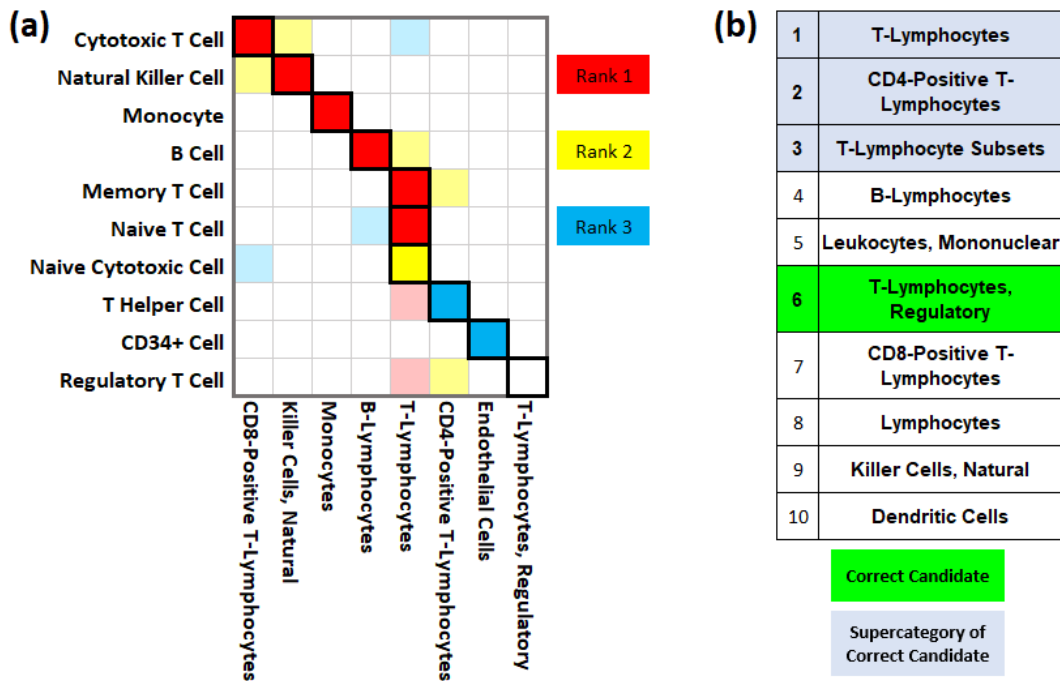 (a)
Cytotoxic T Cell
Natural Killer Cell
Monocyte
B Cell
Memory T Cell
Naive T Cell
Naive Cytotoxic Cell
T Helper Cell
CD34+ Cell
Regulatory T Cell
CD8-Positive T-Lymphocytes
Killer Cells, Natural
Monocytes
B-Lymphocytes
T-Lymphocytes
CD4-Positive T-Lymphocytes
Endothelial Cells
T-Lymphocytes, Regulatory
Rank 1
Rank 2
Rank 3
(b)
1 T-Lymphocytes
2 CD4-Positive T-
Lymphocytes
3 T-Lymphocyte Subsets
4 B-Lymphocytes
5 Leukocytes, Mononuclear
6 T-Lymphocytes,
Regulatory
7 CD8-Positive T-
Lymphocytes
8 Lymphocytes
9 Killer Cells, Natural
10 Dendritic Cells
Correct Candidate
Supercategory of
Correct Candidate